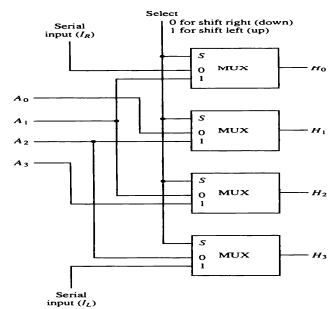 Select
Serial
input (I_R)
0 for shift right (down)
1 for shift left (up)
S
0
1
MUX
H_0
A_0
A_1
A_2
A_3
S
0
1
MUX
H_1
S
0
1
MUX
H_2
S
0
1
MUX
H_3
Serial
input (I_L)